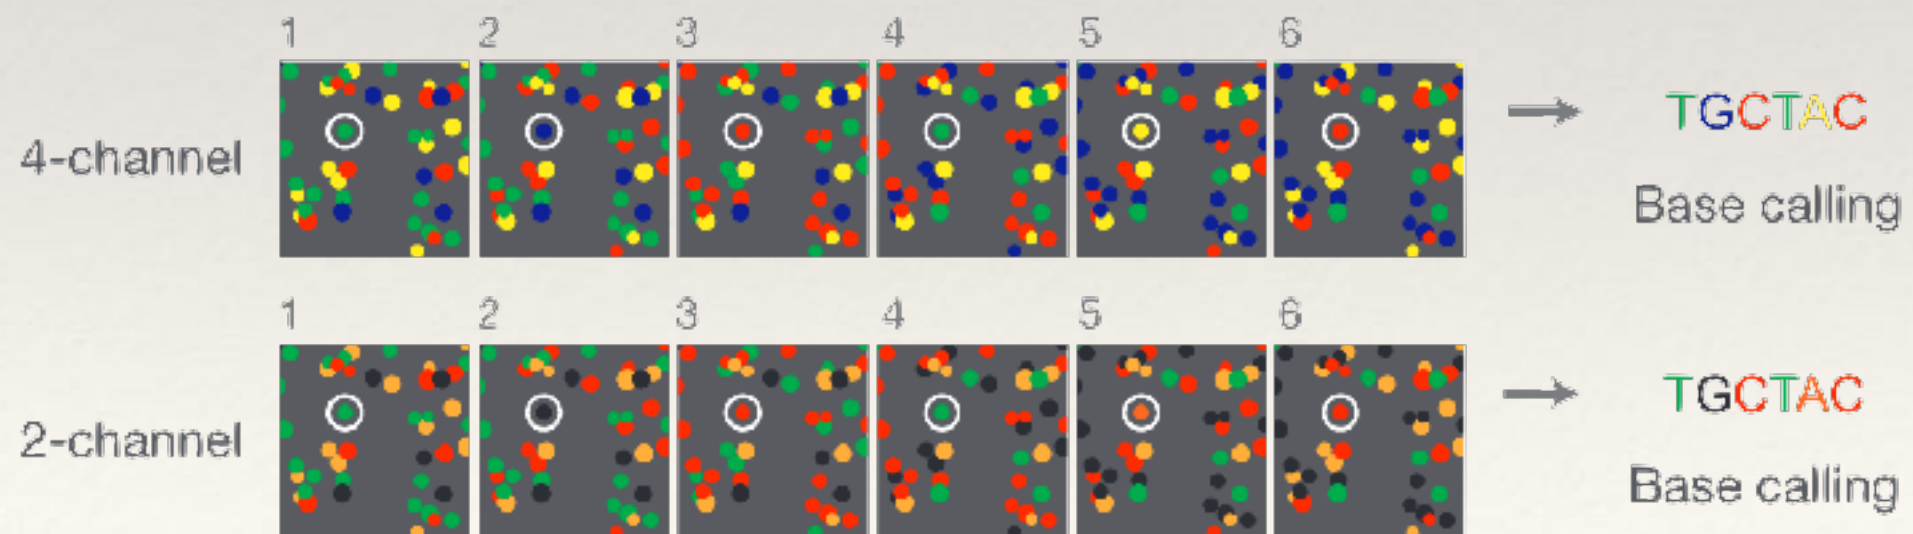 1 2 3 4 5 6
4-channel
TGCTAC
Base calling
1 2 3 4 5 6
2-channel
TGCTAC
Base calling